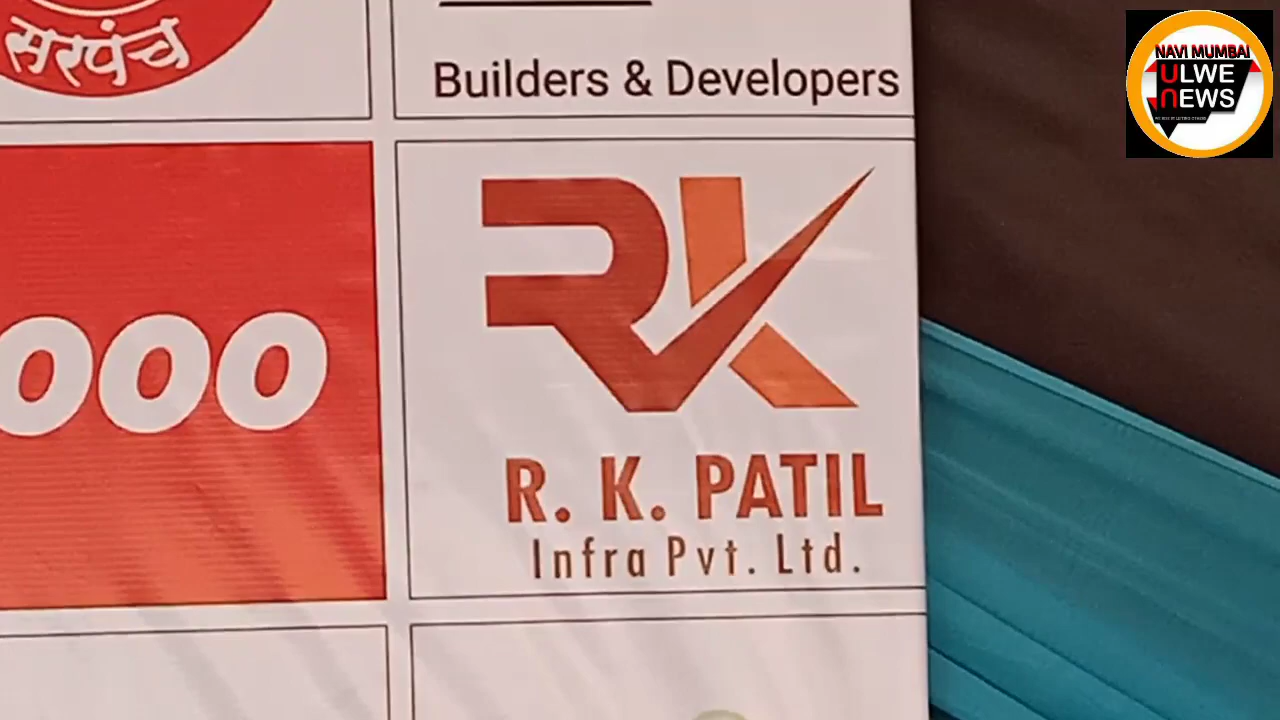 सरपंच
Builders & Developers
NAVI MUMBAI
ULWE
NEWS
RK
000
R. K. PATIL
Infra Pvt. Ltd.